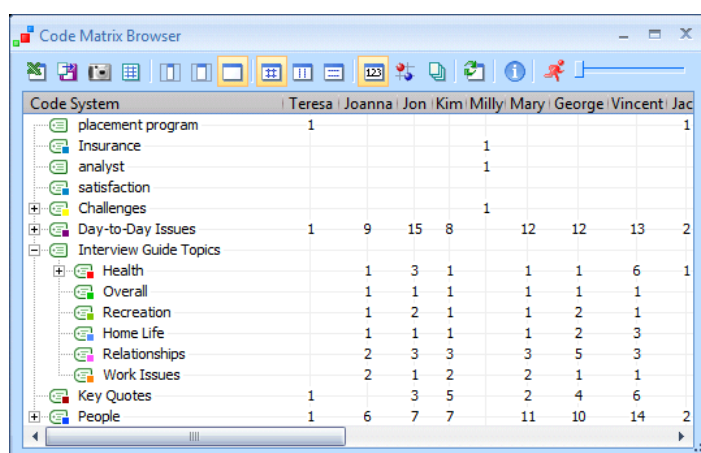 Code Matrix Browser
123
Code System Teresa Joanna Jon Kim Milly Mary George Vincent Jac
placement program 1 1
Insurance 1
analyst 1
satisfaction
Challenges 1
Day-to-Day Issues 1 9 15 8 12 12 13 2
Interview Guide Topics
Health 1 3 1 1 1 6 1
Overall 1 1 1 1 1 1
Recreation 1 2 1 1 2 1
Home Life 1 1 1 1 2 3
Relationships 2 3 3 3 5 3
Work Issues 2 1 2 2 1 1
Key Quotes 1 3 5 2 4 6
People 1 6 7 7 11 10 14 2